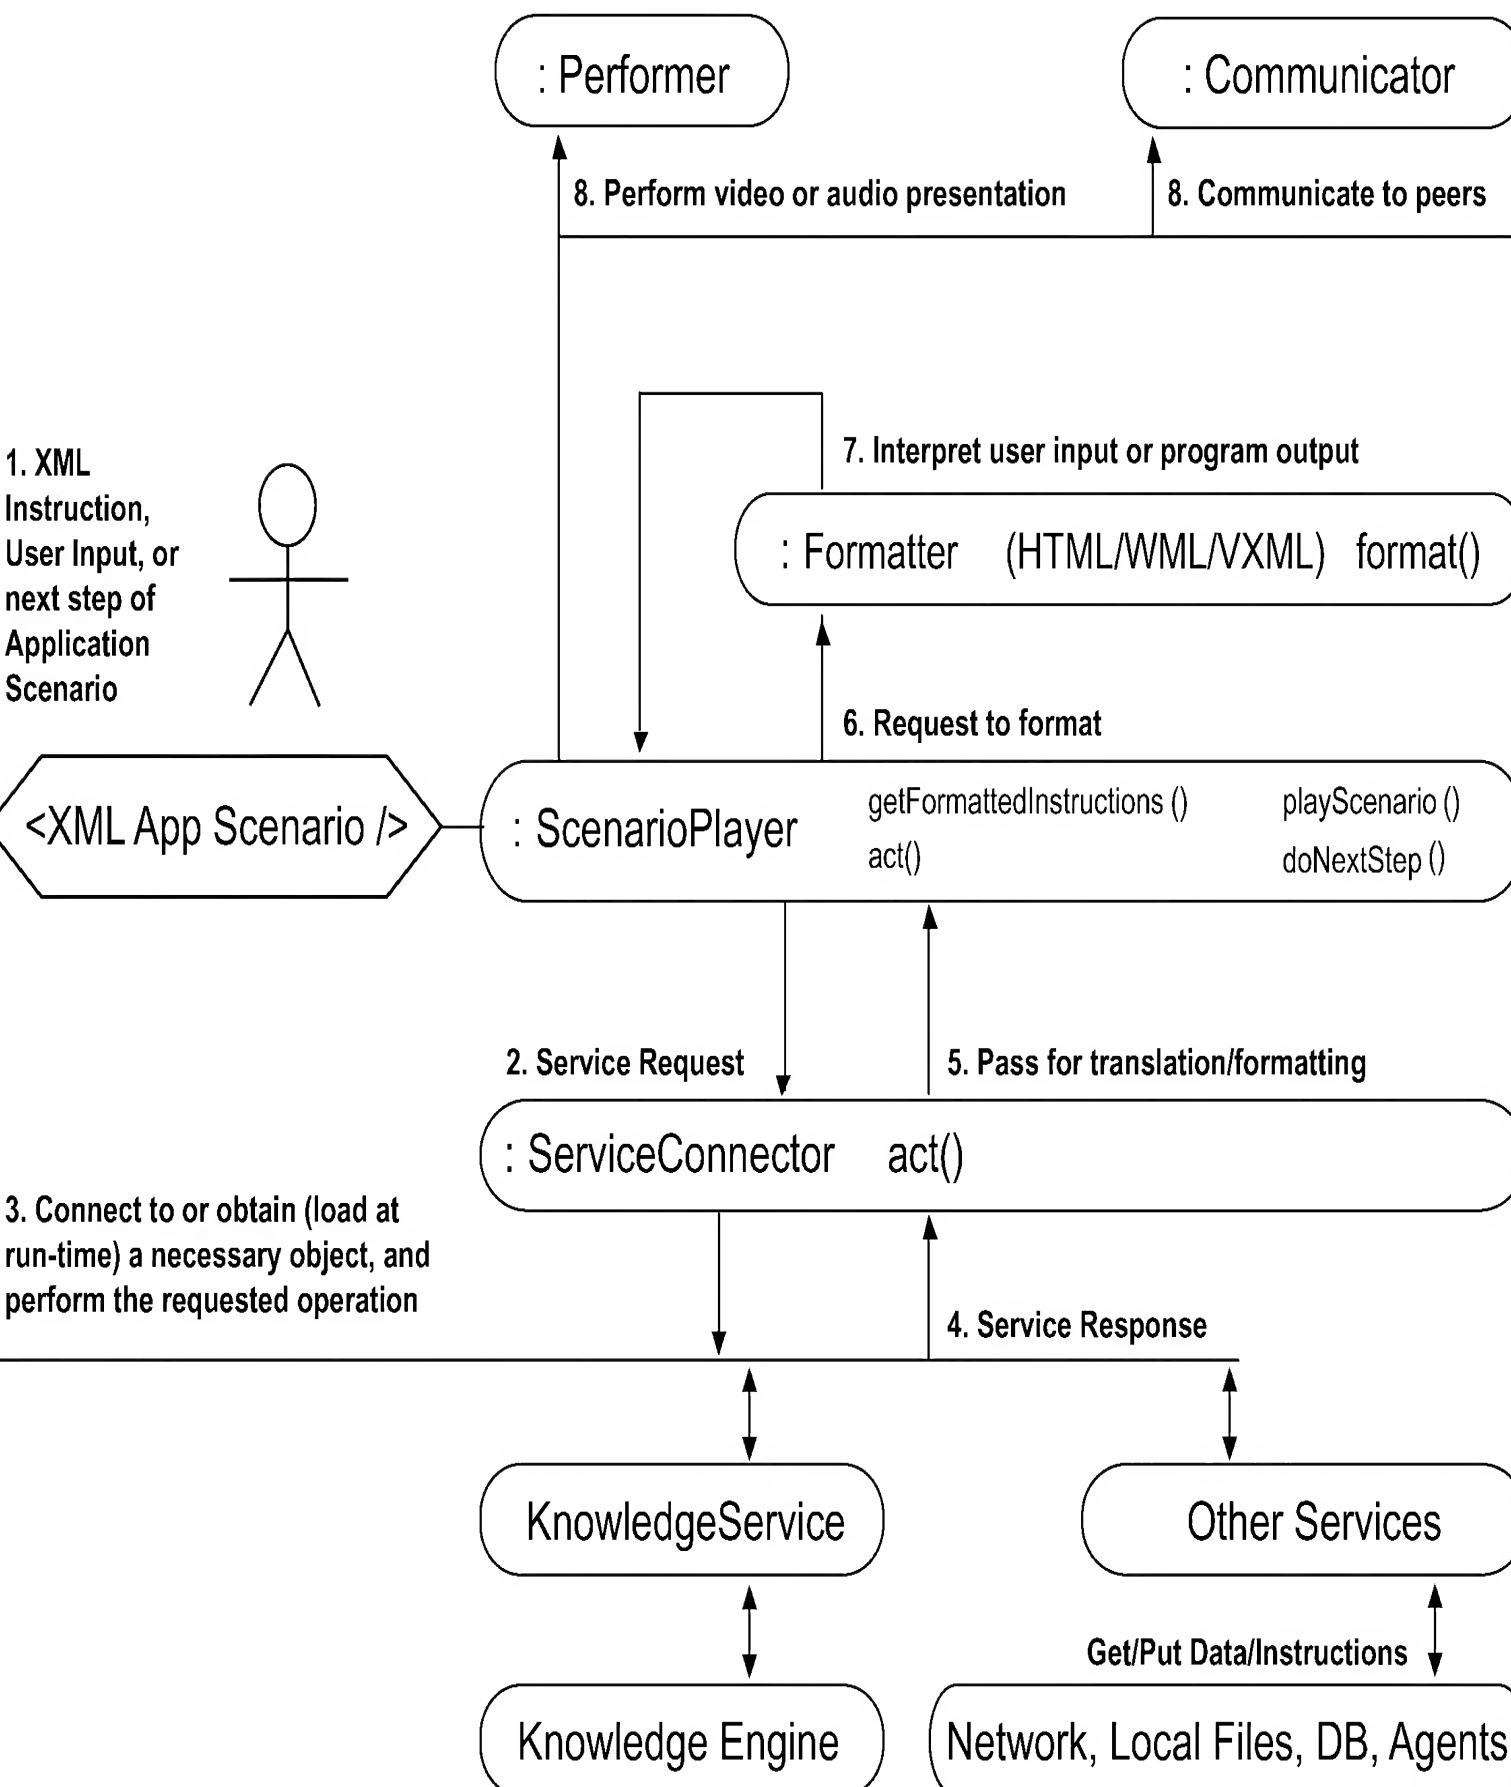 : Performer
: Communicator
8. Perform video or audio presentation
8. Communicate to peers
1. XML
Instruction,
User Input, or
next step of
Application
Scenario
7. Interpret user input or program output
: Formatter (HTML/WML/VXML) format()
6. Request to format
<XML App Scenario />
: ScenarioPlayer
getFormattedInstructions ()
playScenario ()
act()
doNextStep ()
2. Service Request
5. Pass for translation/formatting
: ServiceConnector act()
3. Connect to or obtain (load at
run-time) a necessary object, and
perform the requested operation
4. Service Response
KnowledgeService
Other Services
Get/Put Data/Instructions
Knowledge Engine
Network, Local Files, DB, Agents